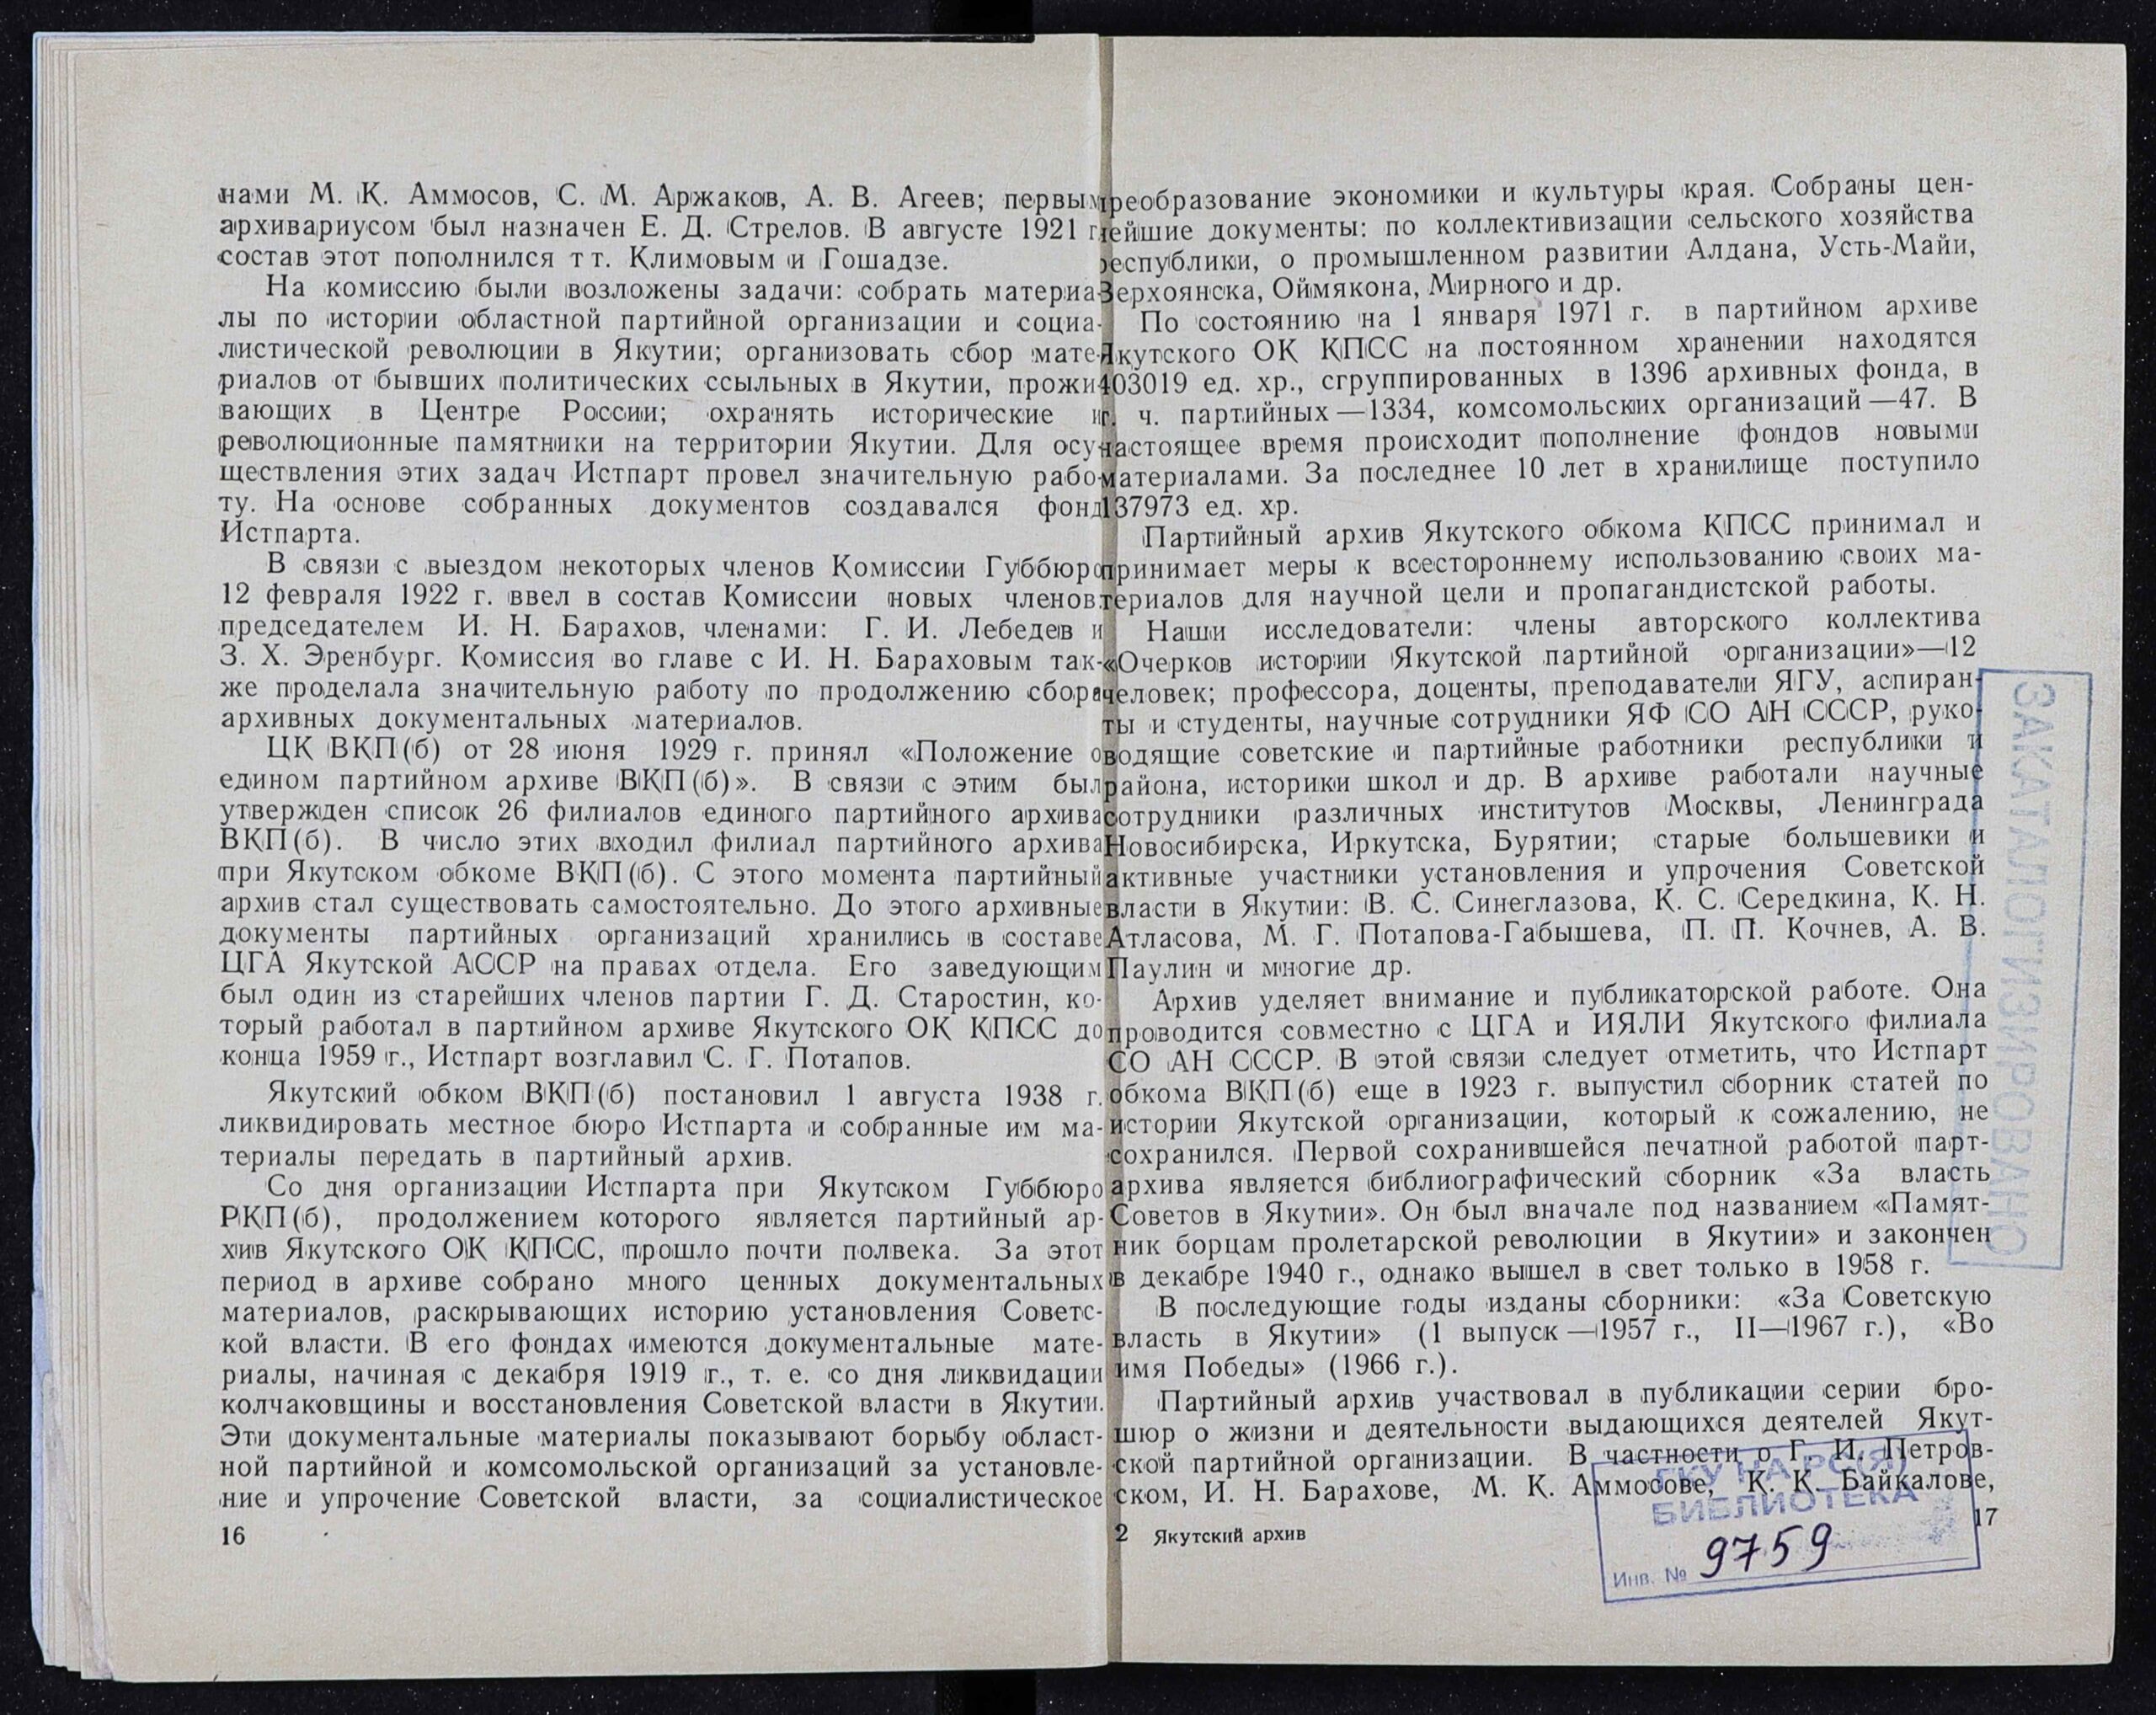 нами М. К. Аммосов, С. М. Аржаков, А. В. Агеев; первым
архивариусом был назначен Е. Д. Стрелов. В августе 1921 г.
состав этот пополнился тт. Климовым и Гошадзе.
На комиссию были возложены задачи: собрать материа-
лы по истории областной партийной организации и социа-
листической революции в Якутии; организовать сбор мате-
риалов от бывших политических ссыльных в Якутии, прожи-
вающих в Центре России; охранять исторические и
революционные памятники на территории Якутии. Для осу-
ществления этих задач Истпарт провел значительную рабо-
ту. На основе собранных документов создавался фонд
Истпарта.
В связи с выездом некоторых членов Комиссии Губбюро
12 февраля 1922 г. ввел в состав Комиссии новых членов:
председателем И. Н. Барахов, членами: Г. И. Лебедев и
З. Х. Эренбург. Комиссия во главе с И. Н. Бараховым так-
же проделала значительную работу по продолжению сбора
архивных документальных материалов.
ЦК ВКП(б) от 28 июня 1929 г. принял «Положение о
едином партийном архиве ВКП(б)». В связи с этим был
утвержден список 26 филиалов единого партийного архива
ВКП(б). В число этих входил филиал партийного архива
при Якутском обкоме ВКП(б). С этого момента партийный
архив стал существовать самостоятельно. До этого архивные
документы партийных организаций хранились в составе
ЦГА Якутской АССР на правах отдела. Его заведующим
был один из старейших членов партии Г. Д. Старостин, ко-
торый работал в партийном архиве Якутского ОК КПСС до
конца 1959 г., Истпарт возглавил С. Г. Потапов.
Якутский обком ВКП(б) постановил 1 августа 1938 г.
ликвидировать местное бюро Истпарта и собранные им ма-
териалы передать в партийный архив.
Со дня организации Истпарта при Якутском Губбюро
РКП(б), продолжением которого является партийный ар-
хив Якутского ОК КПСС, прошло почти полвека. За этот
период в архиве собрано много ценных документальных
материалов, раскрывающих историю установления Советс-
кой власти. В его фондах имеются документальные мате-
риалы, начиная с декабря 1919 г., т. е. со дня ликвидации
колчаковщины и восстановления Советской власти в Якутии.
Эти документальные материалы показывают борьбу област-
ной партийной и комсомольской организаций за установле-
ние и упрочение Советской власти, за социалистическое
16
преобразование экономики и культуры края. Собраны цен-
нейшие документы: по коллективизации сельского хозяйства
республики, о промышленном развитии Алдана, Усть-Майи,
Верхоянска, Оймякона, Мирного и др.
По состоянию на 1 января 1971 г. в партийном архиве
Якутского ОК КПСС на постоянном хранении находятся
403019 ед. хр., сгруппированных в 1396 архивных фонда, в
т. ч. партийных —1334, комсомольских организаций —47. В
настоящее время происходит пополнение фондов новыми
материалами. За последнее 10 лет в хранилище поступило
137973 ед. хр.
Партийный архив Якутского обкома КПСС принимал и
принимает меры к всестороннему использованию своих ма-
териалов для научной цели и пропагандистской работы.
Наши исследователи: члены авторского коллектива
«Очерков истории Якутской партийной организации»—12
человек; профессора, доценты, преподаватели ЯГУ, аспиран-
ты и студенты, научные сотрудники ЯФ СО АН СССР, руко-
водящие советские и партийные работники республики и
района, историки школ и др. В архиве работали научные
сотрудники различных институтов Москвы, Ленинграда
Новосибирска, Иркутска, Бурятии; старые большевики и
активные участники установления и упрочения Советской
власти в Якутии: В. С. Синеглазова, К. С. Середкина, К. Н.
Атласова, М. Г. Потапова-Габышева, П. П. Кочнев, А. В.
Паулин и многие др.
Архив уделяет внимание и публикаторской работе. Она
проводится совместно с ЦГА и ИЯЛИ Якутского филиала
СО АН СССР. В этой связи следует отметить, что Истпарт
обкома ВКП(б) еще в 1923 г. выпустил сборник статей по
истории Якутской организации, который к сожалению, не
сохранился. Первой сохранившейся печатной работой парт-
архива является библиографический сборник «За власть
Советов в Якутии». Он был вначале под названием «Памят-
ник борцам пролетарской революции в Якутии» и закончен
в декабре 1940 г., однако вышел в свет только в 1958 г.
В последующие годы изданы сборники: «За Советскую
власть в Якутии» (1 выпуск —1957 г., II—1967 г.), «Во
имя Победы» (1966 г.).
Партийный архив участвовал в публикации серии бро-
шюр о жизни и деятельности выдающихся деятелей Якут-
ской партийной организации. В частности о Г. И. Петров-
ском, И. Н. Барахове, М. К. Аммосове, К. К. Байкалове,
2 Якутский архив
17
ЗАКАТАЛОГИЗИРОВАНО
ГКУ НА РС(Я)
БИБЛИОТЕКА
Инв. № 9759